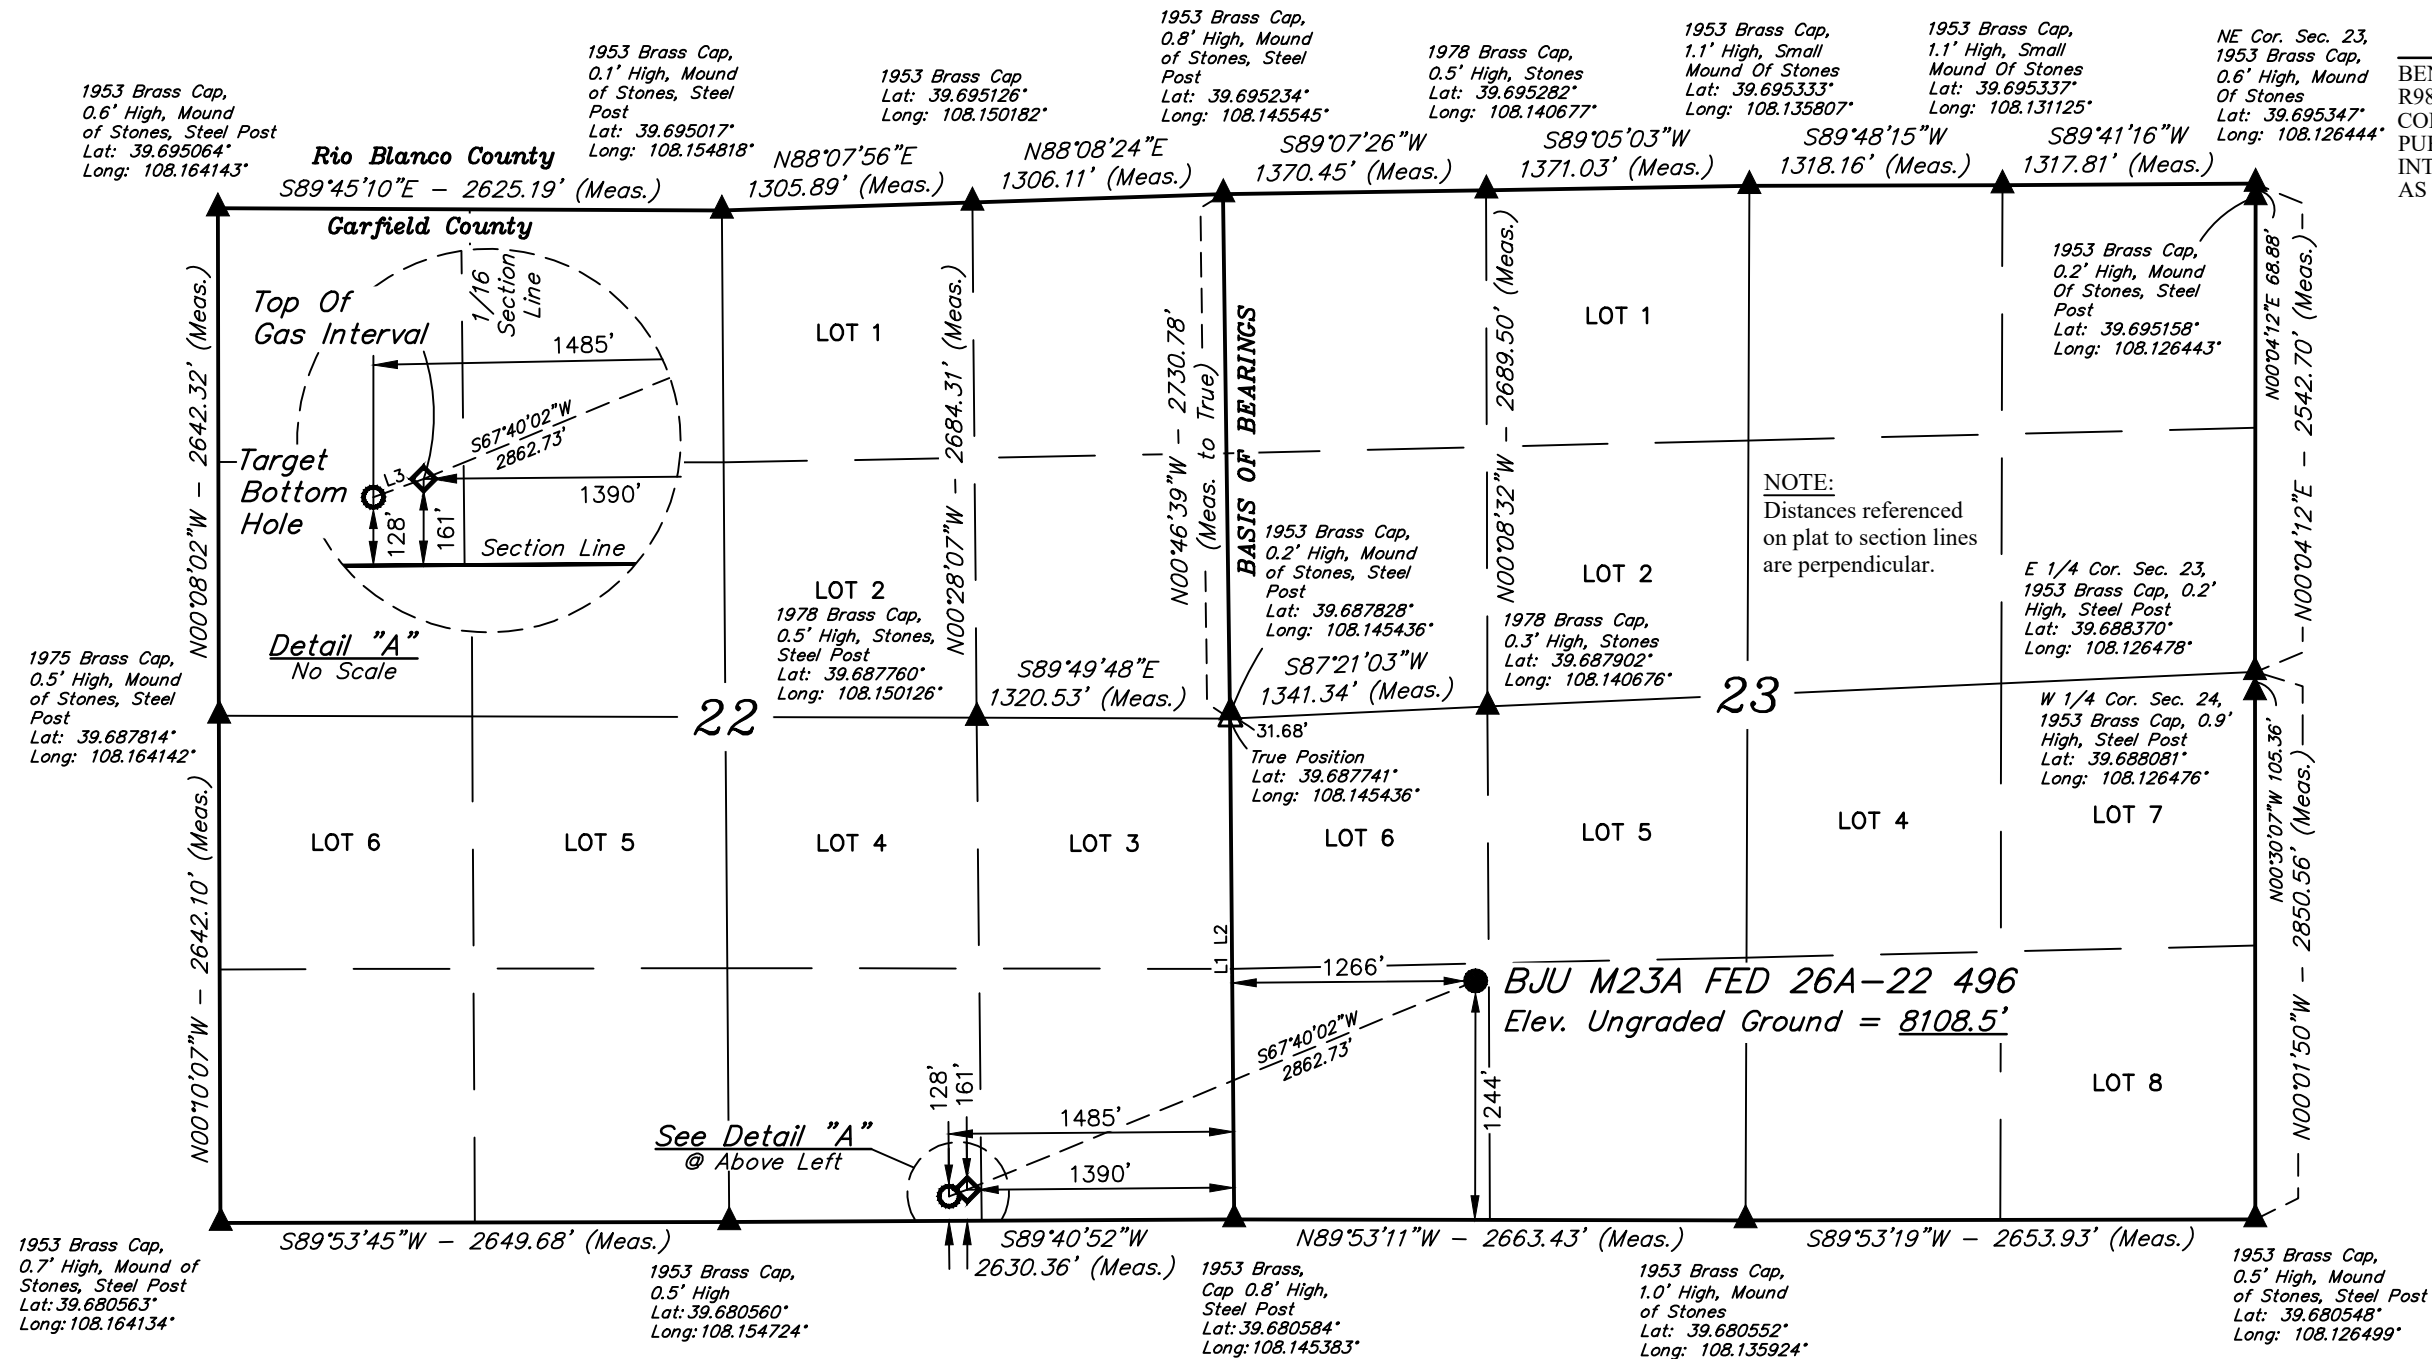 1953 Brass Cap,
0.6' High, Mound
of Stones, Steel Post
Lat: 39.695064°
Long: 108.164143°
1953 Brass Cap,
0.1' High, Mound
of Stones, Steel
Post
Lat: 39.695017°
Long: 108.154818°
1953 Brass Cap
Lat: 39.695126°
Long: 108.150182°
1953 Brass Cap,
0.8' High, Mound
of Stones, Steel
Post
Lat: 39.695234°
Long: 108.145545°
1978 Brass Cap,
0.5' High, Stones
Lat: 39.695282°
Long: 108.140677°
1953 Brass Cap,
1.1' High, Small
Mound Of Stones
Lat: 39.695333°
Long: 108.135807°
1953 Brass Cap,
1.1' High, Small
Mound Of Stones
Lat: 39.695337°
Long: 108.131125°
NE Cor. Sec. 23,
1953 Brass Cap,
0.6' High, Mound
Of Stones
Lat: 39.695347°
Long: 108.126444°
BEN
R98
CO
PUI
INT
AS
Rio Blanco County
S89°45'10"E - 2625.19' (Meas.)
Garfield County
N88°07'56"E
1305.89' (Meas.)
N88°08'24"E
1306.11' (Meas.)
S89°07'26"W
1370.45' (Meas.)
S89°05'03"W
1371.03' (Meas.)
S89°48'15"W
1318.16' (Meas.)
S89°41'16"W
1317.81' (Meas.)
N00°08'02"W - 2642.32' (Meas.)
Top Of
Gas Interval
1/16
Section
Line
1485'
S67°40'02"W
2862.73'
Target
Bottom
Hole
L3
1390'
128'
161'
Section Line
Detail "A"
No Scale
LOT 1
LOT 2
N00°28'07"W - 2684.31' (Meas.)
N00°46'39"W - 2730.78'
(Meas. to True)
BASIS OF BEARINGS
N00°08'32"W - 2689.50' (Meas.)
LOT 1
LOT 2
NOTE:
Distances referenced
on plat to section lines
are perpendicular.
1953 Brass Cap,
0.2' High, Mound
Of Stones, Steel
Post
Lat: 39.695158°
Long: 108.126443°
N00°04'12"E 68.88'
N00°04'12"E - 2542.70' (Meas.)
1975 Brass Cap,
0.5' High, Mound
of Stones, Steel
Post
Lat: 39.687814°
Long: 108.164142°
1978 Brass Cap,
0.5' High, Stones,
Steel Post
Lat: 39.687760°
Long: 108.150126°
S89°49'48"E
1320.53' (Meas.)
1953 Brass Cap,
0.2' High, Mound
of Stones, Steel
Post
Lat: 39.687828°
Long: 108.145436°
S87°21'03"W
1341.34' (Meas.)
1978 Brass Cap,
0.3' High, Stones
Lat: 39.687902°
Long: 108.140676°
E 1/4 Cor. Sec. 23,
1953 Brass Cap, 0.2'
High, Steel Post
Lat: 39.688370°
Long: 108.126478°
22
23
31.68'
True Position
Lat: 39.687741°
Long: 108.145436°
W 1/4 Cor. Sec. 24,
1953 Brass Cap, 0.9'
High, Steel Post
Lat: 39.688081°
Long: 108.126476°
N00°30'07"W 105.36'
N00°01'50"W - 2850.56' (Meas.)
N00°10'07"W - 2642.10' (Meas.)
LOT 6
LOT 5
LOT 4
LOT 3
LOT 6
LOT 5
LOT 4
LOT 7
L1 L2
1266'
BJU M23A FED 26A-22 496
Elev. Ungraded Ground = 8108.5'
S67°40'02"W
2862.73'
1244'
LOT 8
128'
161'
1485'
See Detail "A"
@ Above Left
1390'
S89°53'45"W - 2649.68' (Meas.)
S89°40'52"W
2630.36' (Meas.)
N89°53'11"W - 2663.43' (Meas.)
S89°53'19"W - 2653.93' (Meas.)
1953 Brass Cap,
0.7' High, Mound of
Stones, Steel Post
Lat:39.680563°
Long:108.164134°
1953 Brass Cap,
0.5' High
Lat:39.680560°
Long:108.154724°
1953 Brass,
Cap 0.8' High,
Steel Post
Lat:39.680584°
Long:108.145383°
1953 Brass Cap,
1.0' High, Mound
of Stones
Lat: 39.680552°
Long: 108.135924°
1953 Brass Cap,
0.5' High, Mound
of Stones, Steel Post
Lat: 39.680548°
Long: 108.126499°